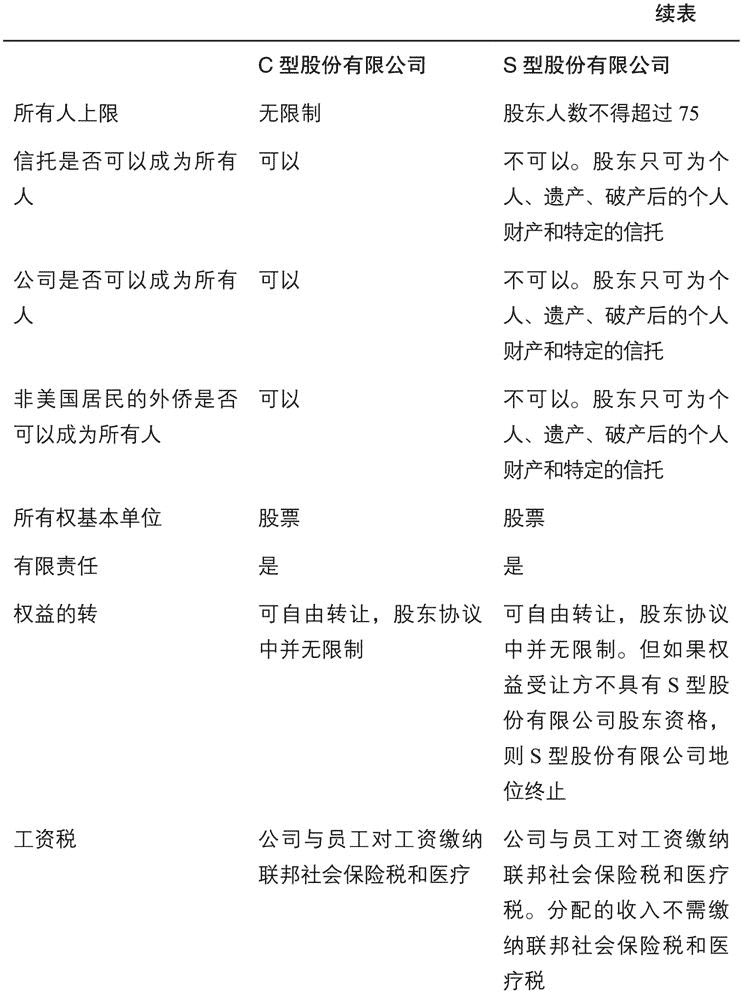 续表
C 型股份有限公司 S 型股份有限公司
所有人上限 无限制 股东人数不得超过 75
信托是否可以成为所有 可以 不可以。股东只可为个
人 人、遗产、破产后的个人
财产和特定的信托
公司是否可以成为所有 可以 不可以。股东只可为个
人 人、遗产、破产后的个人
财产和特定的信托
非美国居民的外侨是否 可以 不可以。股东只可为个
可以成为所有人 人、遗产、破产后的个人
财产和特定的信托
所有权基本单位 股票 股票
有限责任 是 是
权益的转 可自由转让，股东协议 可自由转让，股东协议
中并无限制 中并无限制。但如果权
益受让方不具有 S 型股
份有限公司股东资格，
则 S 型股份有限公司地
位终止
工资税 公司与员工对工资缴纳 公司与员工对工资缴纳
联邦社会保险税和医疗 联邦社会保险税和医疗
税。分配的收入不需缴
纳联邦社会保险税和医
疗税